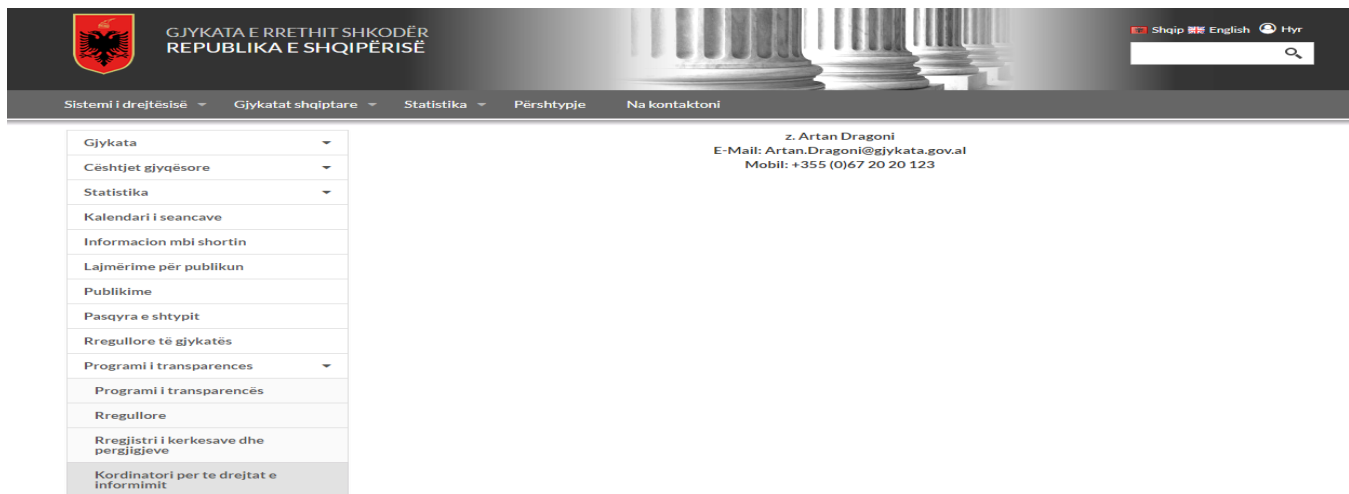 GJYKATA E RRETHIT SHKODËR
REPUBLIKA E SHQIPËRISË
Shqip English Hyr
Sistemi i drejtësisë Gjykatat shqiptare Statistika Përshtypje Na kontaktoni
Gjykata
Cështjet gjyqësore
Statistika
Kalendari i seancave
Informacion mbi shortin
Lajmërime për publikun
Publikime
Pasqyra e shtypit
Rregullore të gjykatës
Programi i transparences
Programi i transparencës
Rregullore
Rregjistri i kerkesave dhe
pergjigjeve
Kordinatori per te drejtat e
informimit
z. Artan Dragoni
E-Mail: Artan.Dragoni@gjykata.gov.al
Mobil: +355 (0)67 20 20 123